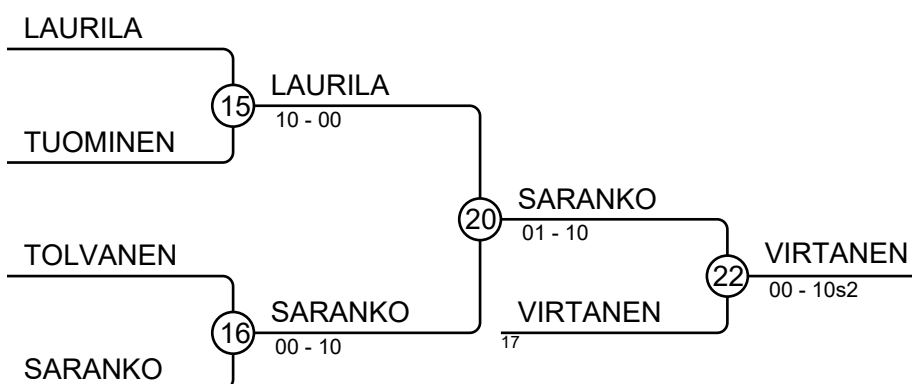 LAURILA
15
LAURILA
10 - 00
TUOMINEN
20
SARANKO
01 - 10
TOLVANEN
22
VIRTANEN
00 - 10s2
16
SARANKO
00 - 10
VIRTANEN
17
SARANKO